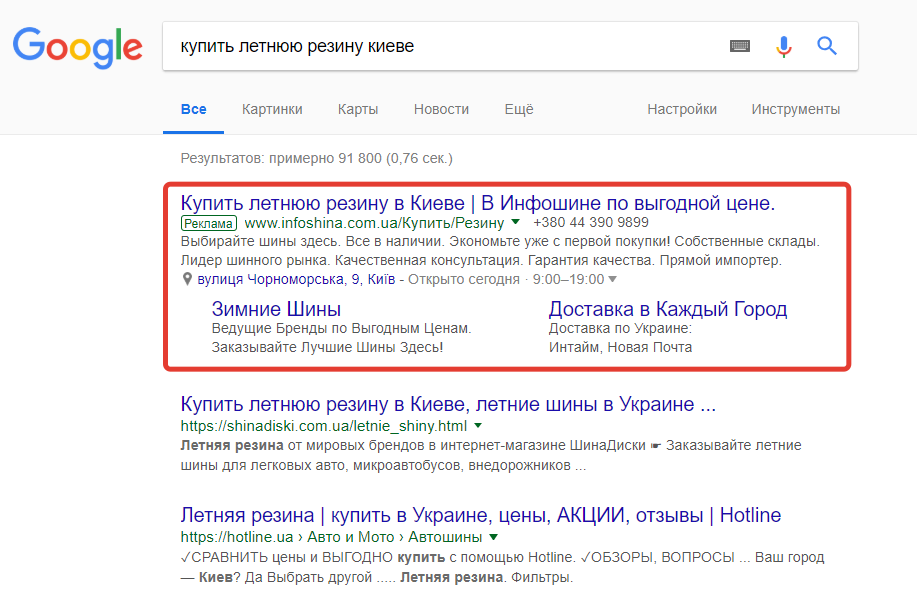 Google
купить летнюю резину киеве
Все Картинки Карты Новости Ещё Настройки Инструменты
Результатов: примерно 91 800 (0,76 сек.)
Купить летнюю резину в Киеве | В Инфошине по выгодной цене.
Реклама www.infoshina.com.ua/Купить/Резину +380 44 390 9899
Выбирайте шины здесь. Все в наличии. Экономьте уже с первой покупки! Собственные склады.
Лидер шинного рынка. Качественная консультация. Гарантия качества. Прямой импортер.
вулиця Чорноморська, 9, Київ - Открыто сегодня · 9:00–19:00
Зимние Шины
Ведущие Бренды по Выгодным Ценам.
Заказывайте Лучшие Шины Здесь!
Доставка в Каждый Город
Доставка по Украине:
Интайм, Новая Почта
Купить летнюю резину в Киеве, летние шины в Украине ...
https://shinadiski.com.ua/letnie_shiny.html
Летняя резина от мировых брендов в интернет-магазине ШинаДиски ☛ Заказывайте летние
шины для легковых авто, микроавтобусов, внедорожников ...
Летняя резина | купить в Украине, цены, АКЦИИ, отзывы | Hotline
https://hotline.ua › Авто и Мото › Автошины
✓СРАВНИТЬ цены и ВЫГОДНО купить с помощью Hotline. ✓ОБЗОРЫ, ВОПРОСЫ ... Ваш город
— Киев? Да Выбрать другой ..... Летняя резина. Фильтры.